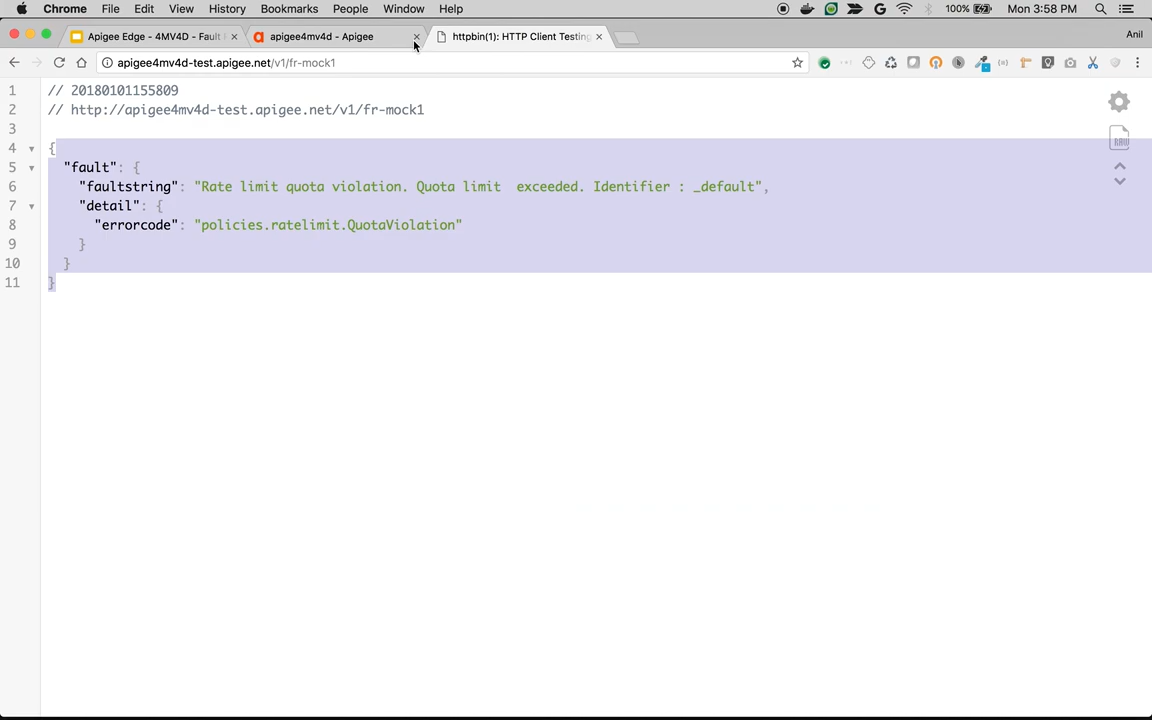 Chrome File Edit View History Bookmarks People Window Help 100% Mon 3:58 PM
Apigee Edge - 4MV4D - Fault apigee4mv4d - Apigee httpbin(1): HTTP Client Testing Anil
apigee4mv4d-test.apigee.net/v1/fr-mock1
1 // 20180101155809
2 // http://apigee4mv4d-test.apigee.net/v1/fr-mock1
3
4 {
5 "fault": {
6 "faultstring": "Rate limit quota violation. Quota limit  exceeded. Identifier : _default",
7 "detail": {
8 "errorcode": "policies.ratelimit.QuotaViolation"
9 }
10 }
11 }
RAW